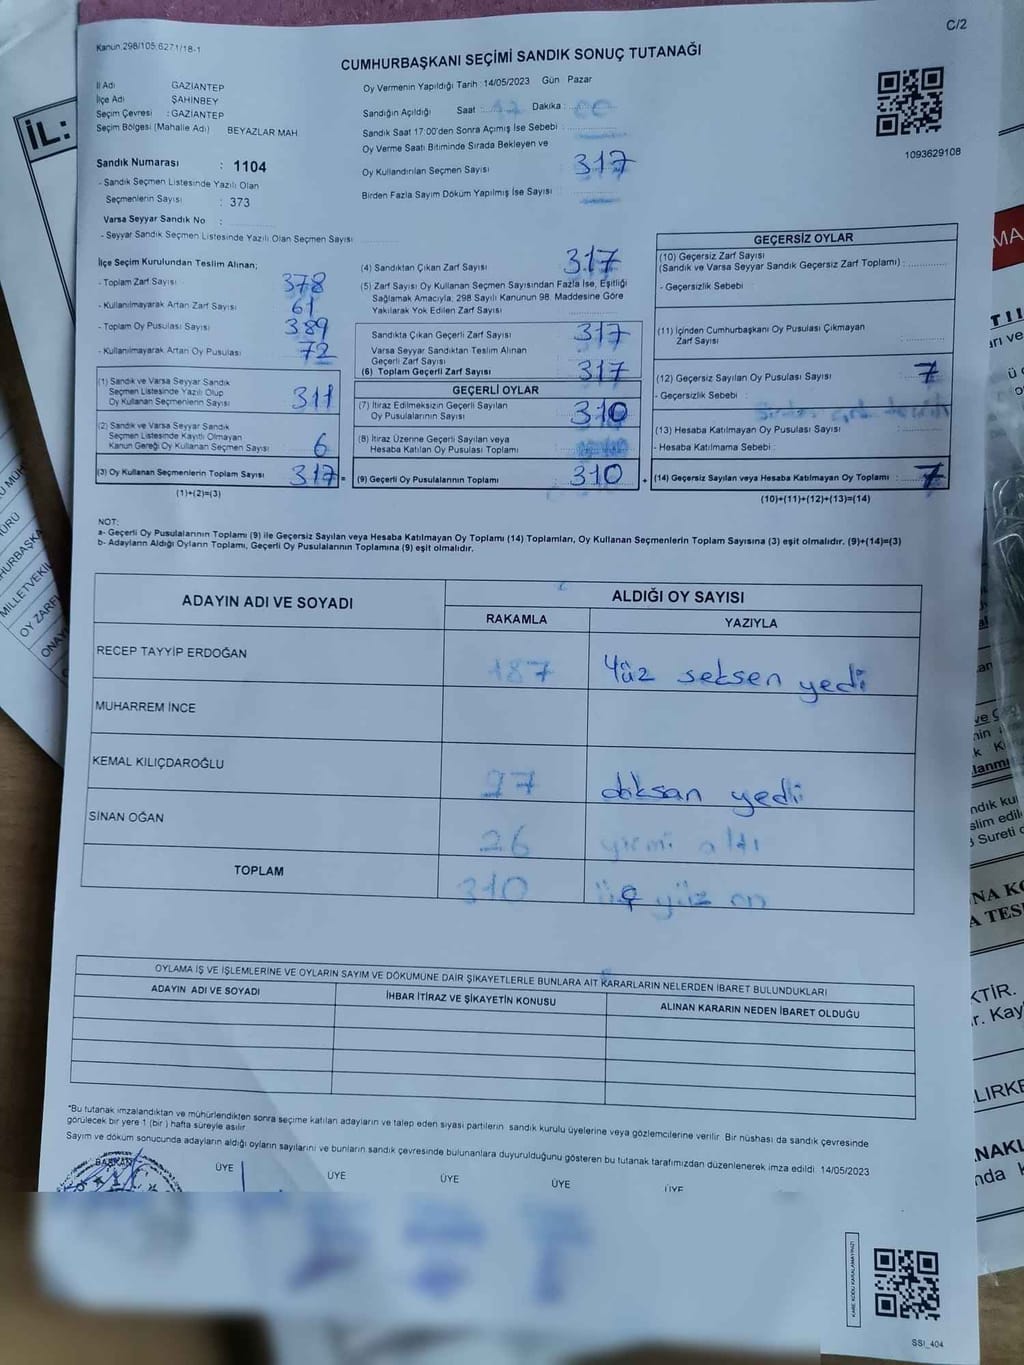 C/2
Kanun.298/105.6271/18-1
CUMHURBAŞKANI SEÇİMİ SANDIK SONUÇ TUTANAĞI
İl Adı GAZİANTEP
İlçe Adı ŞAHİNBEY
Seçim Çevresi : GAZİANTEP
Seçim Bölgesi (Mahalle Adı) BEYAZLAR MAH
Sandık Numarası : 1104
- Sandık Seçmen Listesinde Yazılı Olan
Seçmenlerin Sayısı : 373
Varsa Seyyar Sandık No :
- Seyyar Sandık Seçmen Listesinde Yazılı Olan Seçmen Sayısı
Oy Vermenin Yapıldığı Tarih : 14/05/2023 Gün Pazar
Sandığın Açıldığı Saat : 17 Dakika : 00
Sandık Saat 17:00'den Sonra Açımış İse Sebebi :
Oy Verme Saati Bitiminde Sırada Bekleyen ve
Oy Kullandırılan Seçmen Sayısı 317
Birden Fazla Sayım Döküm Yapılmış İse Sayısı :
1093629108
İlçe Seçim Kurulundan Teslim Alınan;
- Toplam Zarf Sayısı : 378
- Kullanılmayarak Artan Zarf Sayısı : 61
- Toplam Oy Pusulası Sayısı : 389
- Kullanılmayarak Artan Oy Pusulası : 72
(1) Sandık ve Varsa Seyyar Sandık
Seçmen Listesinde Yazılı Olup
Oy Kullanan Seçmenlerin Sayısı 311
(2) Sandık ve Varsa Seyyar Sandık
Seçmen Listesinde Kayıtlı Olmayan
Kanun Gereği Oy Kullanan Seçmen Sayısı 6
(3) Oy Kullanan Seçmenlerin Toplam Sayısı 317 =
(1)+(2)=(3)
(4) Sandıktan Çıkan Zarf Sayısı 317
(5) Zarf Sayısı Oy Kullanan Seçmen Sayısından Fazla İse, Eşitliği
Sağlamak Amacıyla, 298 Sayılı Kanunun 98. Maddesine Göre
Yakılarak Yok Edilen Zarf Sayısı
Sandıkta Çıkan Geçerli Zarf Sayısı 317
Varsa Seyyar Sandıktan Teslim Alınan
Geçerli Zarf Sayısı
(6) Toplam Geçerli Zarf Sayısı 317
GEÇERLİ OYLAR
(7) İtiraz Edilmeksizin Geçerli Sayılan
Oy Pusulalarının Sayısı 310
(8) İtiraz Üzerine Geçerli Sayılan veya
Hesaba Katılan Oy Pusulası Toplamı
(9) Geçerli Oy Pusulalarının Toplamı 310 +
GEÇERSİZ OYLAR
(10) Geçersiz Zarf Sayısı
(Sandık ve Varsa Seyyar Sandık Geçersiz Zarf Toplamı) :
- Geçersizlik Sebebi :
(11) İçinden Cumhurbaşkanı Oy Pusulası Çıkmayan
Zarf Sayısı
(12) Geçersiz Sayılan Oy Pusulası Sayısı 7
- Geçersizlik Sebebi :
(13) Hesaba Katılmayan Oy Pusulası Sayısı
- Hesaba Katılmama Sebebi :
(14) Geçersiz Sayılan veya Hesaba Katılmayan Oy Toplamı : 7
(10)+(11)+(12)+(13)=(14)
NOT:
a- Geçerli Oy Pusulalarının Toplamı (9) ile Geçersiz Sayılan veya Hesaba Katılmayan Oy Toplamı (14) Toplamları, Oy Kullanan Seçmenlerin Toplam Sayısına (3) eşit olmalıdır. (9)+(14)=(3)
b- Adayların Aldığı Oyların Toplamı, Geçerli Oy Pusulalarının Toplamına (9) eşit olmalıdır.
ADAYIN ADI VE SOYADI ALDIĞI OY SAYISI
RAKAMLA YAZIYLA
RECEP TAYYİP ERDOĞAN 187 Yüz seksen yedi
MUHARREM İNCE
KEMAL KILIÇDAROĞLU 97 doksan yedi
SİNAN OĞAN 26 yirmi altı
TOPLAM 310 üç yüz on
OYLAMA İŞ VE İŞLEMLERİNE VE OYLARIN SAYIM VE DÖKÜMÜNE DAİR ŞİKAYETLERLE BUNLARA AİT KARARLARIN NELERDEN İBARET BULUNDUKLARI
ADAYIN ADI VE SOYADI İHBAR İTİRAZ VE ŞİKAYETİN KONUSU ALINAN KARARIN NEDEN İBARET OLDUĞU
*Bu tutanak imzalandıktan ve mühürlendikten sonra seçime katılan adayların ve talep eden siyasi partilerin sandık kurulu üyelerine veya gözlemcilerine verilir. Bir nüshası da sandık çevresinde
görülecek bir yere 1 (bir) hafta süreyle asılır
Sayım ve döküm sonucunda adayların aldığı oyların sayılarını ve bunların sandık çevresinde bulunanlara duyurulduğunu gösteren bu tutanak tarafımızdan düzenlenerek imza edildi 14/05/2023
BAŞKAN ÜYE ÜYE ÜYE ÜYE ÜYE
KARE KODU KARALAMAYINIZ!
SSİ_404
İL: